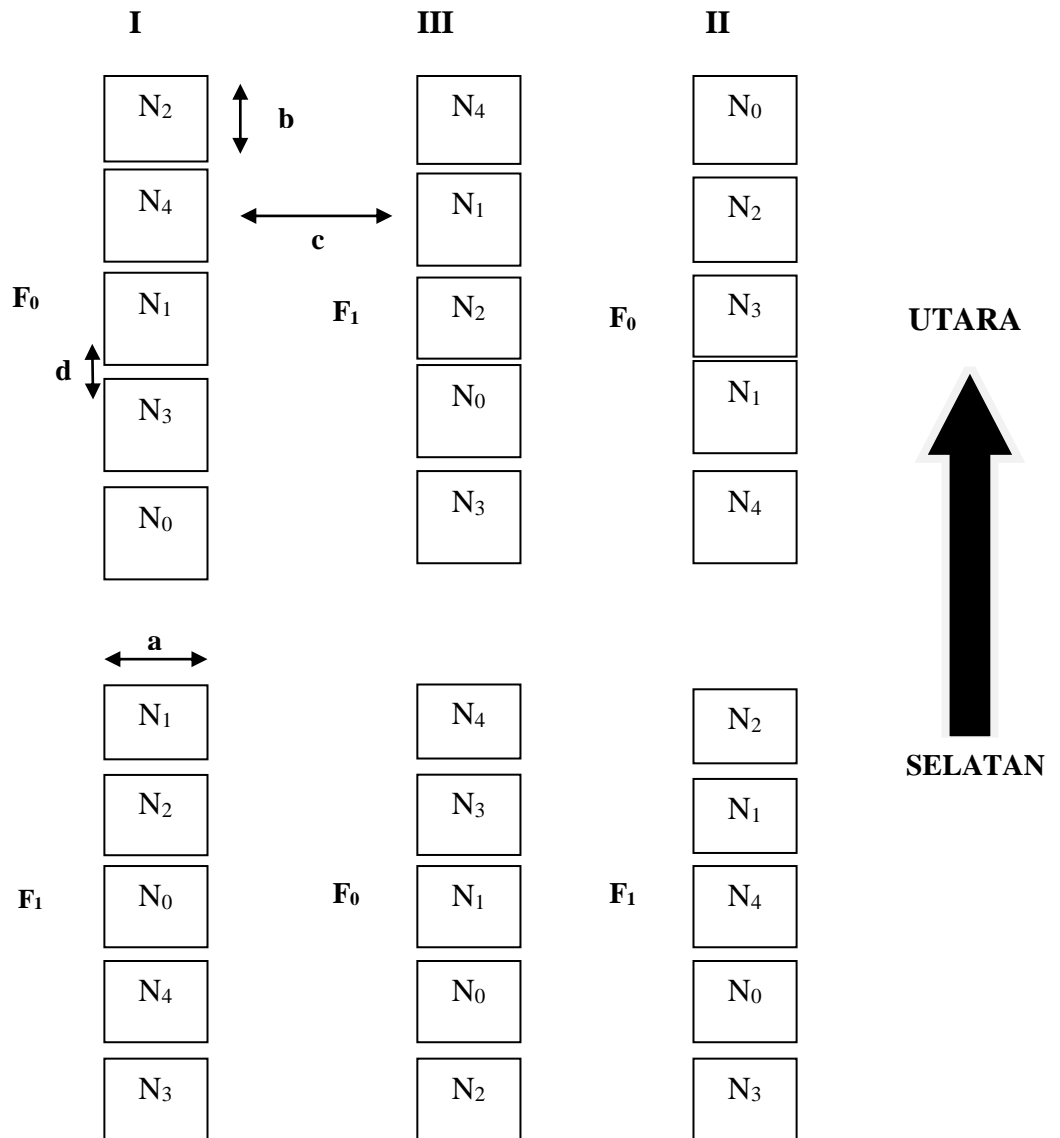 I III II
N₂ b N₄ N₀
N₄ c N₁ N₂
F₀ N₁ F₁ N₂ F₀ N₃ UTARA
d N₃ N₀ N₁
N₀ N₃ N₄
a
N₁ N₄ N₂
SELATAN
N₂ N₃ N₁
F₁ N₀ F₀ N₁ F₁ N₄
N₄ N₀ N₀
N₃ N₂ N₃